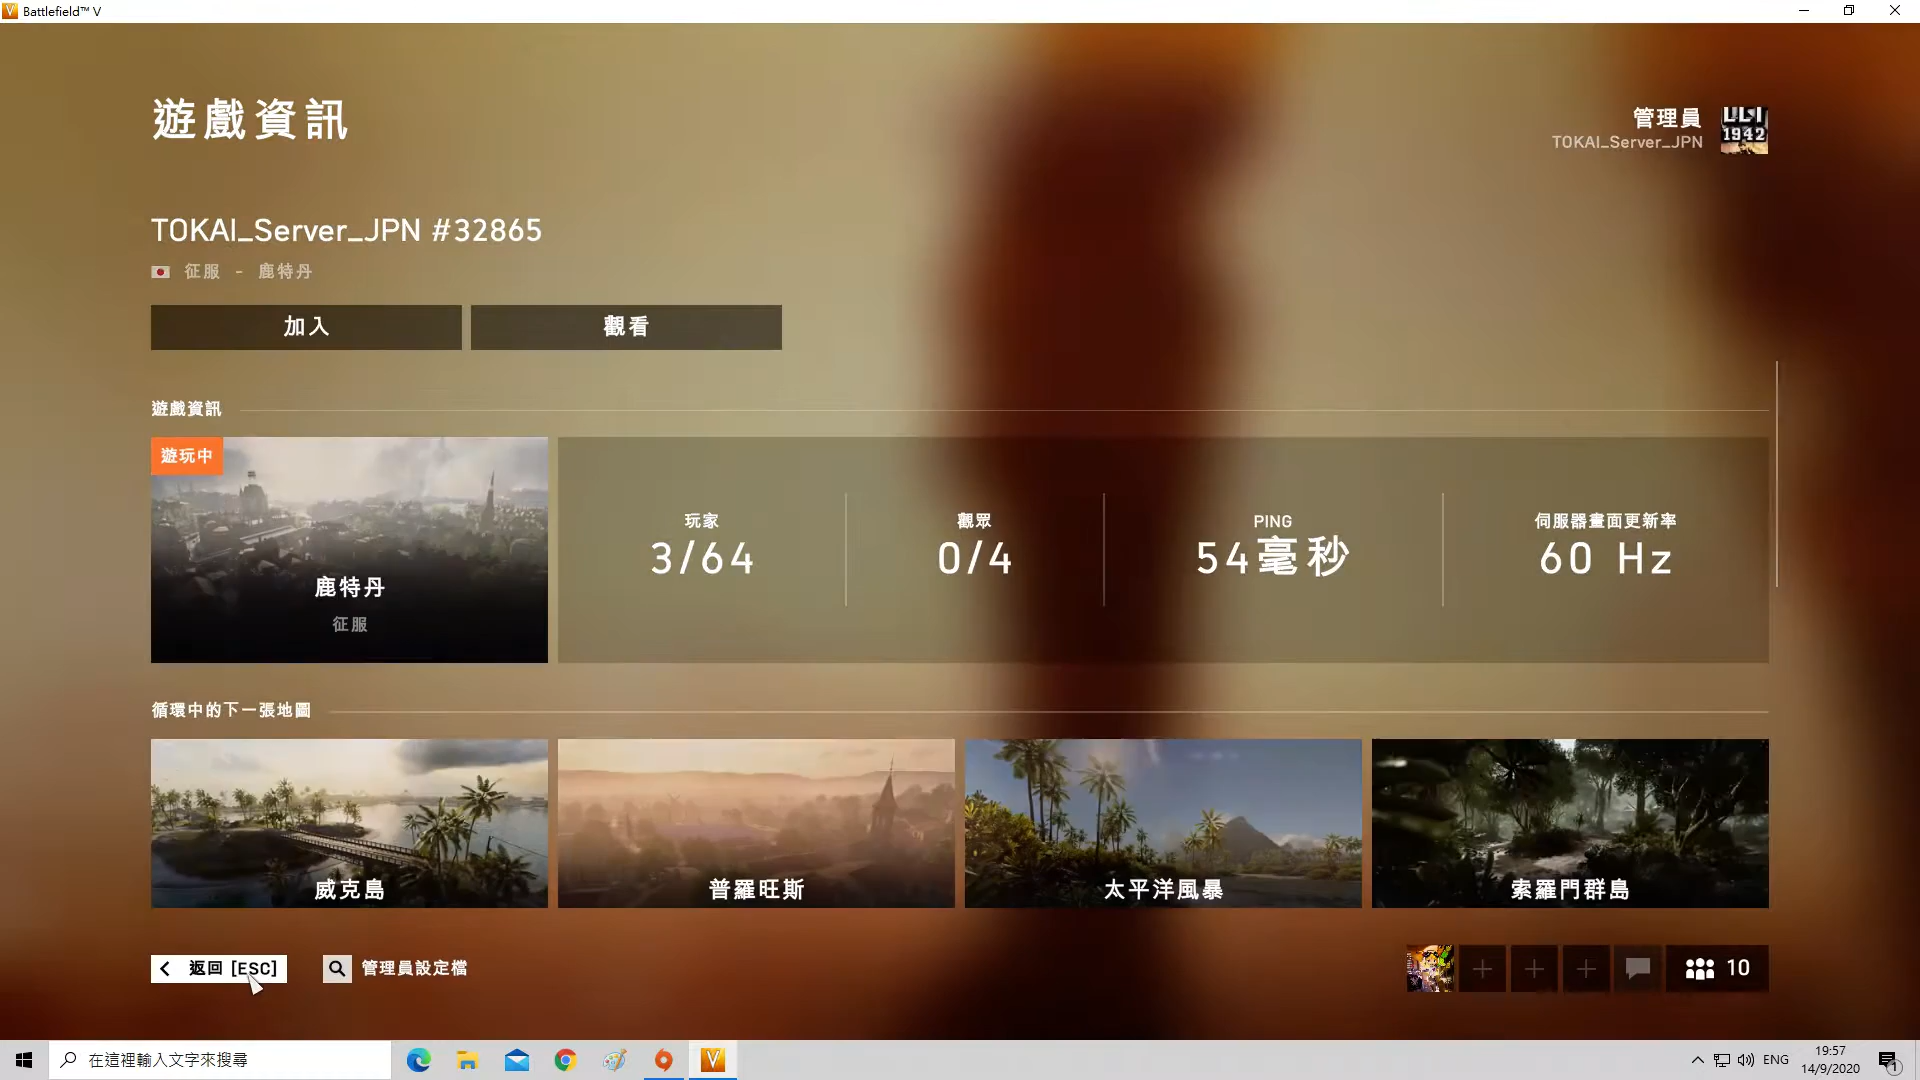 Battlefield™ V
遊戲資訊
管理員
TOKAI_Server_JPN
1942
TOKAI_Server_JPN #32865
征服 - 鹿特丹
加入
觀看
遊戲資訊
遊玩中
鹿特丹
征服
玩家
3/64
觀眾
0/4
PING
54毫秒
伺服器畫面更新率
60 Hz
循環中的下一張地圖
威克島
普羅旺斯
太平洋風暴
索羅門群島
返回 [ESC]
管理員設定檔
10
在這裡輸入文字來搜尋
ENG
19:57
14/9/2020
1